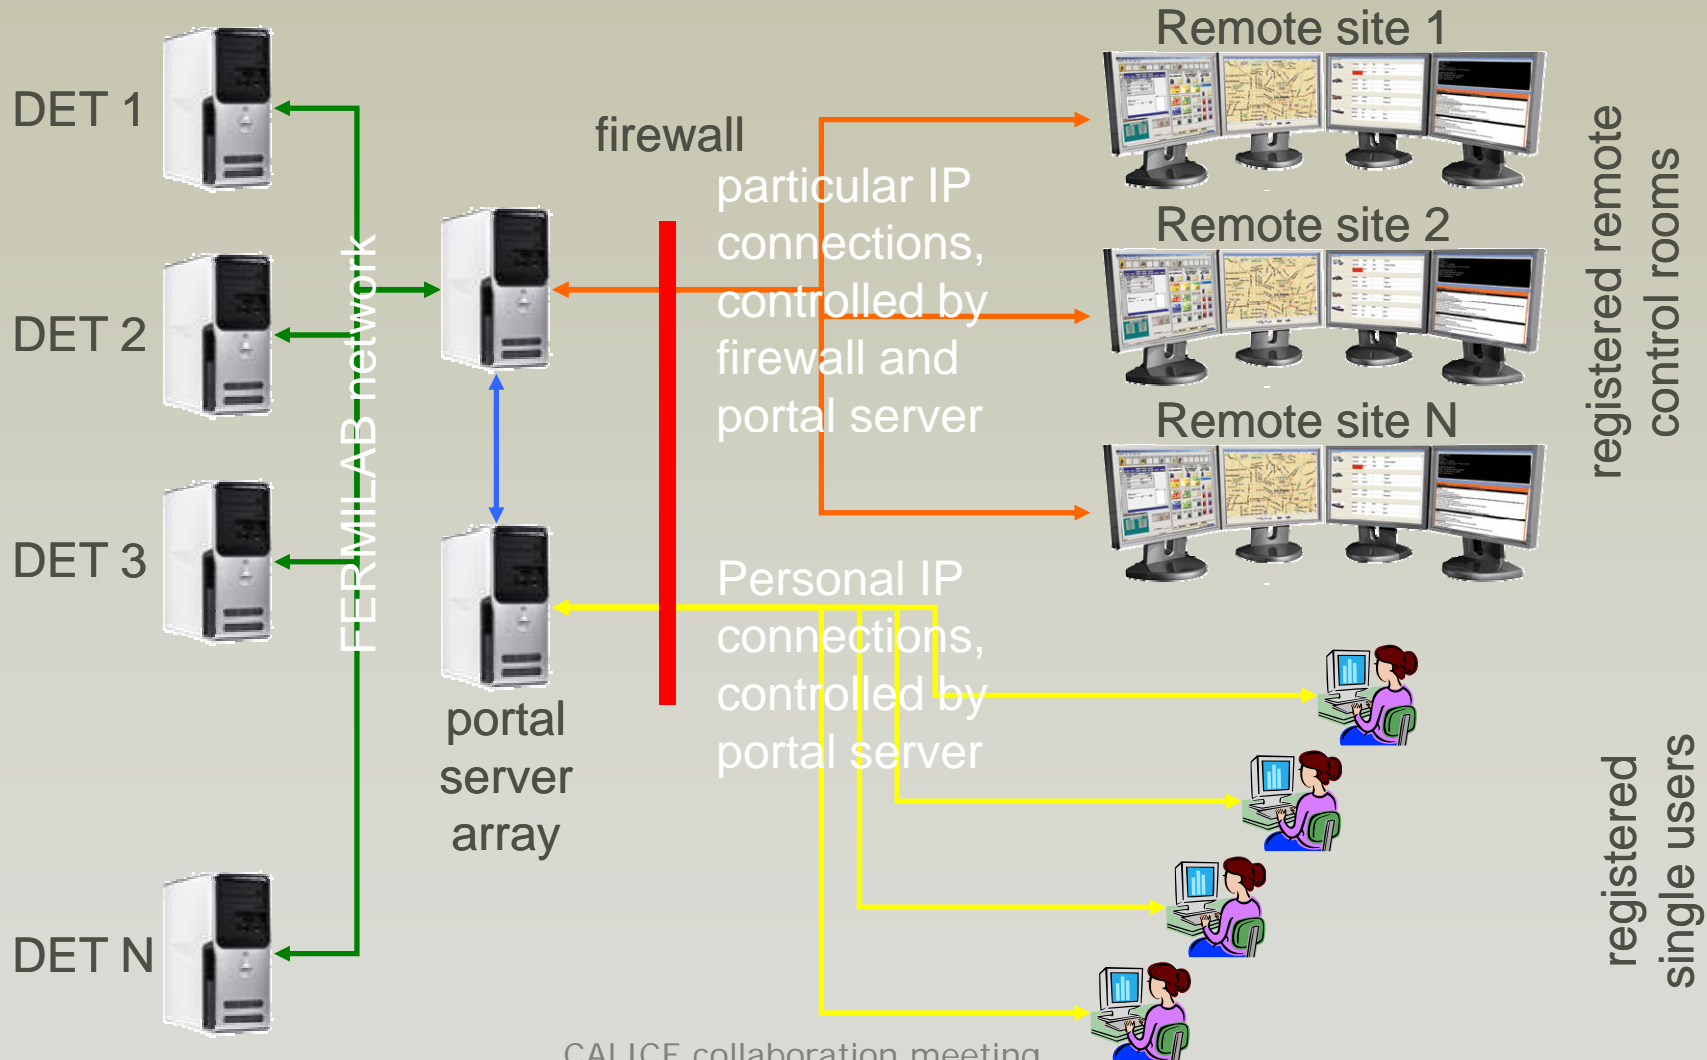 Remote site 1
DET 1
firewall
particular IP
connections,
controlled by
firewall and
portal server
Remote site 2
DET 2
FERMILAB network
Remote site N
registered remote
control rooms
DET 3
Personal IP
connections,
controlled by
portal server
portal
server
array
registered
single users
DET N
CALICE collaboration meeting